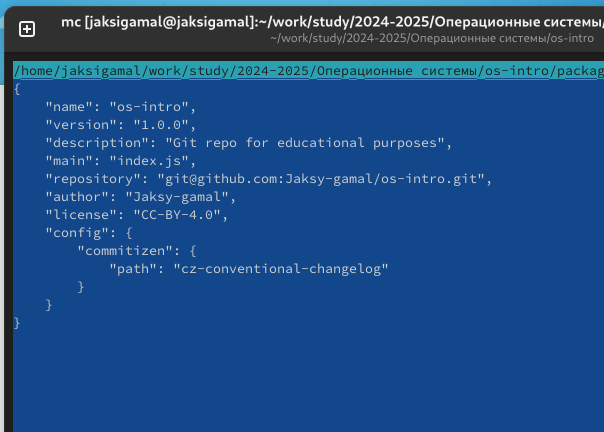 mc [jaksigamal@jaksigamal]:~/work/study/2024-2025/Операционные системы/
~/work/study/2024-2025/Операционные системы/os-intro
/home/jaksigamal/work/study/2024-2025/Операционные системы/os-intro/packag
{
    "name": "os-intro",
    "version": "1.0.0",
    "description": "Git repo for educational purposes",
    "main": "index.js",
    "repository": "git@github.com:Jaksy-gamal/os-intro.git",
    "author": "Jaksy-gamal",
    "license": "CC-BY-4.0",
    "config": {
        "commitizen": {
            "path": "cz-conventional-changelog"
        }
    }
}